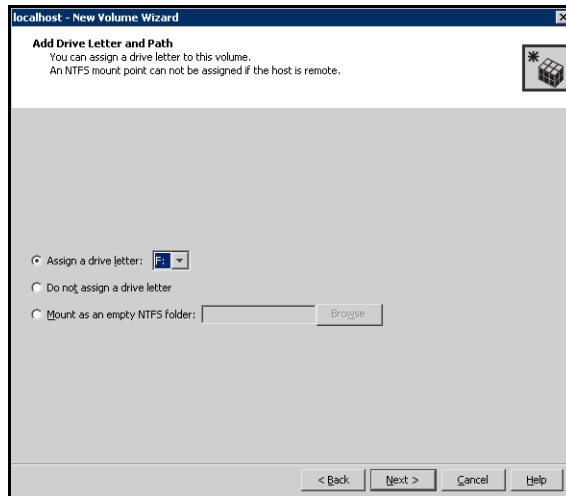 localhost - New Volume Wizard
Add Drive Letter and Path
You can assign a drive letter to this volume.
An NTFS mount point can not be assigned if the host is remote.
Assign a drive letter: F:
Do not assign a drive letter
Mount as an empty NTFS folder: Browse
< Back Next > Cancel Help